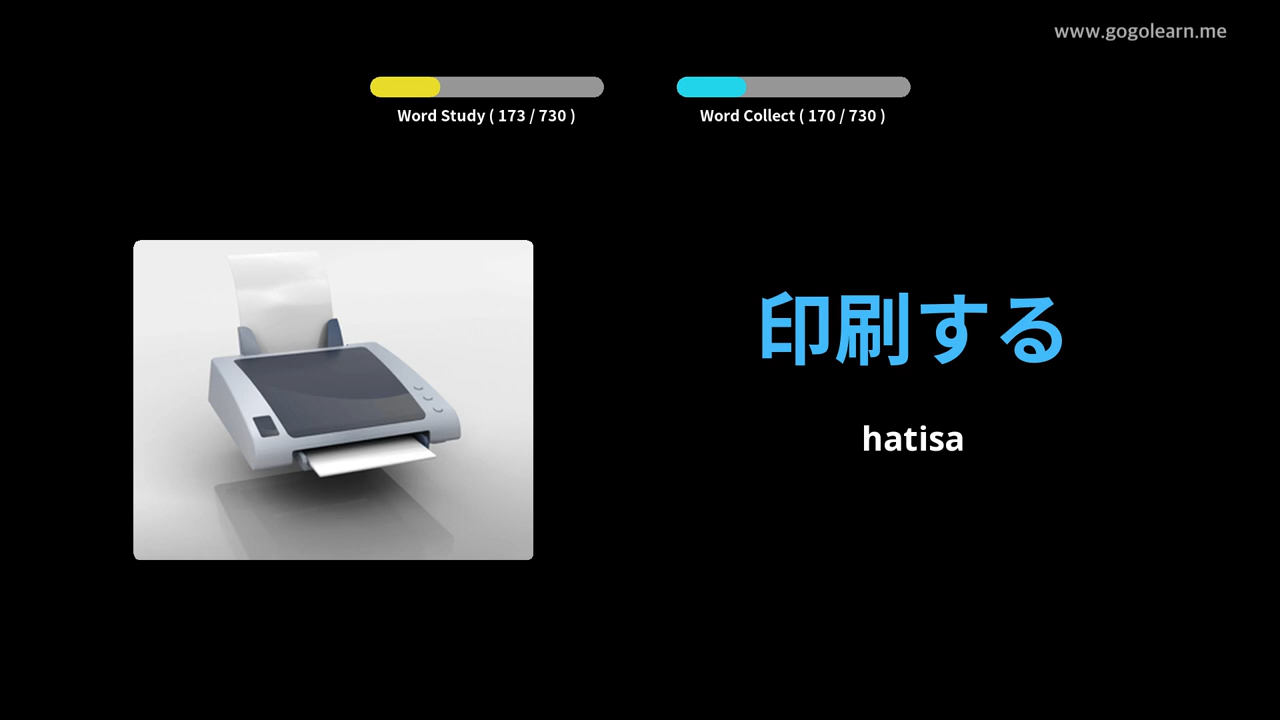 www.gogolearn.me
Word Study ( 173 / 730 )
Word Collect ( 170 / 730 )
印刷する
hatisa